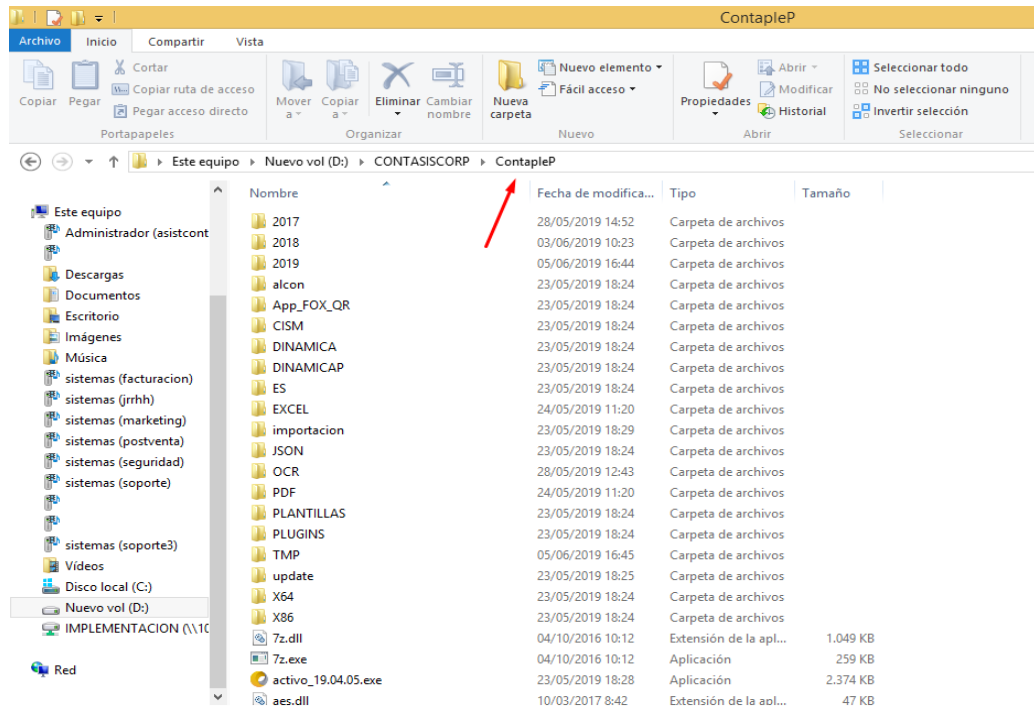 ContapleP
Archivo Inicio Compartir Vista
Copiar
Pegar
Cortar
Copiar ruta de acceso
Pegar acceso directo
Portapapeles
Mover a
Copiar a
Eliminar
Cambiar nombre
Organizar
Nueva carpeta
Nuevo elemento
Fácil acceso
Nuevo
Propiedades
Abrir
Modificar
Historial
Abrir
Seleccionar todo
No seleccionar ninguno
Invertir selección
Seleccionar
Este equipo Nuevo vol (D:) CONTASISCORP ContapleP
Este equipo
Administrador (asistcont
Descargas
Documentos
Escritorio
Imágenes
Música
sistemas (facturacion)
sistemas (jrrhh)
sistemas (marketing)
sistemas (postventa)
sistemas (seguridad)
sistemas (soporte)
sistemas (soporte3)
Vídeos
Disco local (C:)
Nuevo vol (D:)
IMPLEMENTACION (\\10
Red
Nombre Fecha de modifica... Tipo Tamaño
2017 28/05/2019 14:52 Carpeta de archivos
2018 03/06/2019 10:23 Carpeta de archivos
2019 05/06/2019 16:44 Carpeta de archivos
alcon 23/05/2019 18:24 Carpeta de archivos
App_FOX_QR 23/05/2019 18:24 Carpeta de archivos
CISM 23/05/2019 18:24 Carpeta de archivos
DINAMICA 23/05/2019 18:24 Carpeta de archivos
DINAMICAP 23/05/2019 18:24 Carpeta de archivos
ES 23/05/2019 18:24 Carpeta de archivos
EXCEL 24/05/2019 11:20 Carpeta de archivos
importacion 23/05/2019 18:29 Carpeta de archivos
JSON 23/05/2019 18:24 Carpeta de archivos
OCR 28/05/2019 12:43 Carpeta de archivos
PDF 24/05/2019 11:20 Carpeta de archivos
PLANTILLAS 23/05/2019 18:24 Carpeta de archivos
PLUGINS 23/05/2019 18:24 Carpeta de archivos
TMP 05/06/2019 16:45 Carpeta de archivos
update 23/05/2019 18:25 Carpeta de archivos
X64 23/05/2019 18:24 Carpeta de archivos
X86 23/05/2019 18:24 Carpeta de archivos
7z.dll 04/10/2016 10:12 Extensión de la apl... 1.049 KB
7z.exe 04/10/2016 10:12 Aplicación 259 KB
activo_19.04.05.exe 23/05/2019 18:28 Aplicación 2.374 KB
aes.dll 10/03/2017 8:42 Extensión de la apl... 47 KB